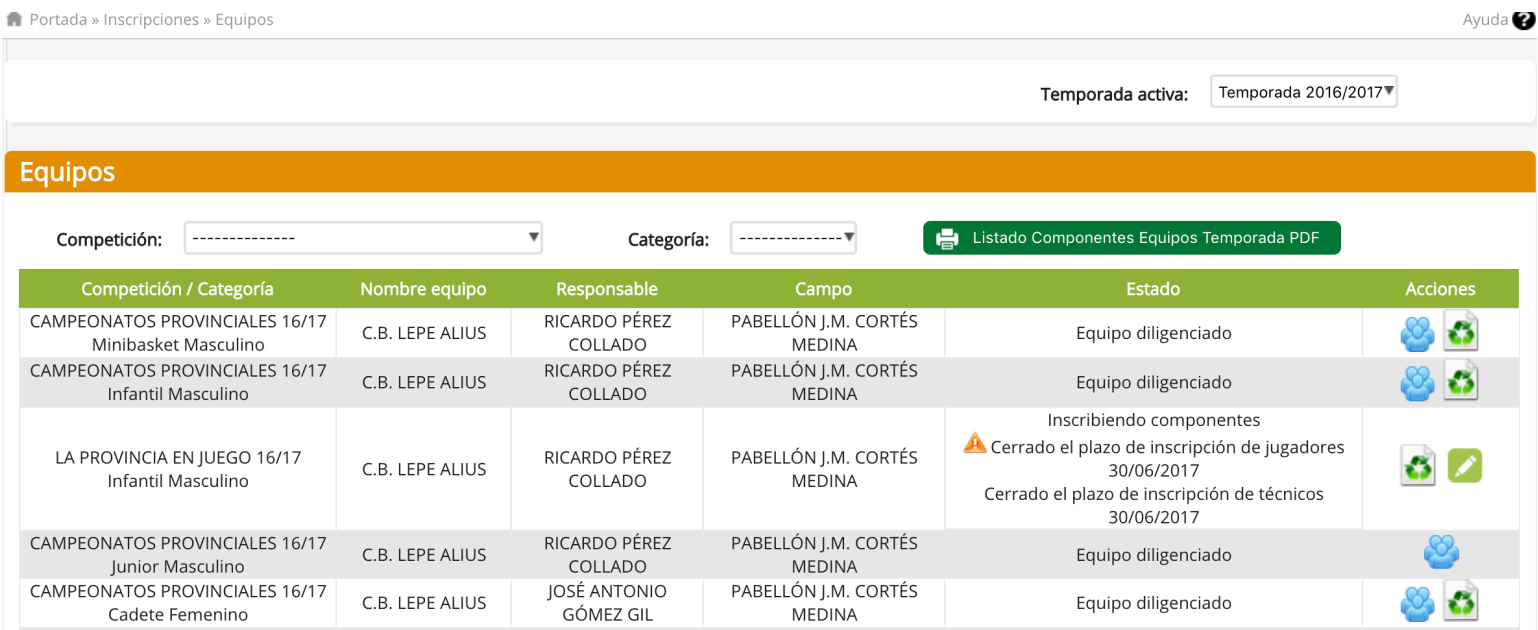 Portada » Inscripciones » Equipos
Ayuda ?
Temporada activa: Temporada 2016/2017
Equipos
Competición: -------------- Categoría: -------------- Listado Componentes Equipos Temporada PDF
Competición / Categoría Nombre equipo Responsable Campo Estado Acciones
CAMPEONATOS PROVINCIALES 16/17
Minibasket Masculino
C.B. LEPE ALIUS
RICARDO PÉREZ
COLLADO
PABELLÓN J.M. CORTÉS
MEDINA
Equipo diligenciado
CAMPEONATOS PROVINCIALES 16/17
Infantil Masculino
C.B. LEPE ALIUS
RICARDO PÉREZ
COLLADO
PABELLÓN J.M. CORTÉS
MEDINA
Equipo diligenciado
LA PROVINCIA EN JUEGO 16/17
Infantil Masculino
C.B. LEPE ALIUS
RICARDO PÉREZ
COLLADO
PABELLÓN J.M. CORTÉS
MEDINA
Inscribiendo componentes
Cerrado el plazo de inscripción de jugadores
30/06/2017
Cerrado el plazo de inscripción de técnicos
30/06/2017
CAMPEONATOS PROVINCIALES 16/17
Junior Masculino
C.B. LEPE ALIUS
RICARDO PÉREZ
COLLADO
PABELLÓN J.M. CORTÉS
MEDINA
Equipo diligenciado
CAMPEONATOS PROVINCIALES 16/17
Cadete Femenino
C.B. LEPE ALIUS
JOSÉ ANTONIO
GÓMEZ GIL
PABELLÓN J.M. CORTÉS
MEDINA
Equipo diligenciado